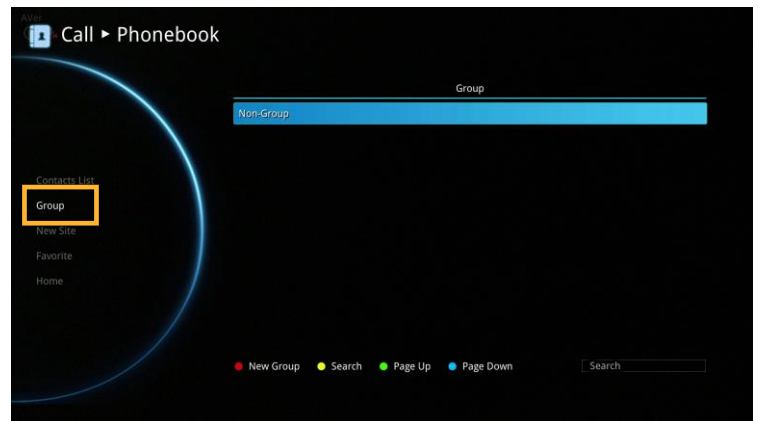 AVer
Call ▸ Phonebook
Group
Non-Group
Contacts List
Group
New Site
Favorite
Home
New Group Search Page Up Page Down Search